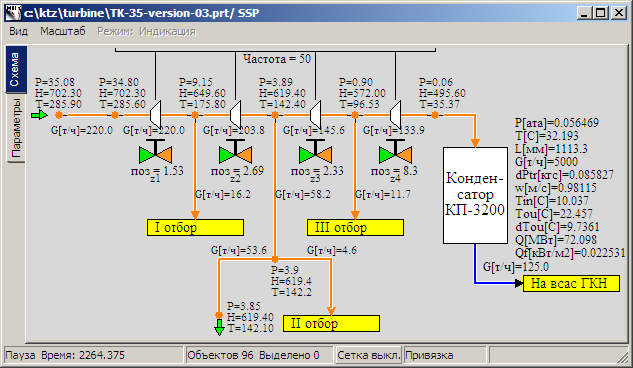 c:\ktz\turbine\TK-35-version-03.prt/ SSP
Вид Масштаб Режим: Индикация
Схема
Параметры
Частота = 50
P=35.08 P=34.80 P=9.15 P=3.89 P=0.90 P=0.06
H=702.30 H=702.30 H=649.60 H=619.40 H=572.00 H=495.60
T=285.90 T=285.60 T=175.80 T=142.40 T=96.53 T=35.37
G[т/ч]=220.0 G[т/ч]=220.0 G[т/ч]=203.8 G[т/ч]=145.6 G[т/ч]=133.9
поз = 1.53 поз = 2.69 поз = 2.33 поз = 8.3
z1 z2 z3 z4
G[т/ч]=16.2 G[т/ч]=58.2 G[т/ч]=11.7
I отбор III отбор
G[т/ч]=53.6 G[т/ч]=4.6
P=3.9
H=619.4
T=142.2
P=3.85
H=619.40
T=142.10
II отбор
Конден-
сатор
КП-3200
P[ата]=0.056469
T[C]=32.193
L[мм]=1113.3
G[т/ч]=5000
dPtr[кгс]=0.085827
w[м/с]=0.98115
Tin[C]=10.037
Tou[C]=22.457
dTou[C]=9.7361
Q[МВт]=72.098
Qf[кВт/м2]=0.022531
G[т/ч]=125.0
На всас ГКН
Пауза Время: 2264.375 Объектов 96 Выделено 0 Сетка выкл. Привязка